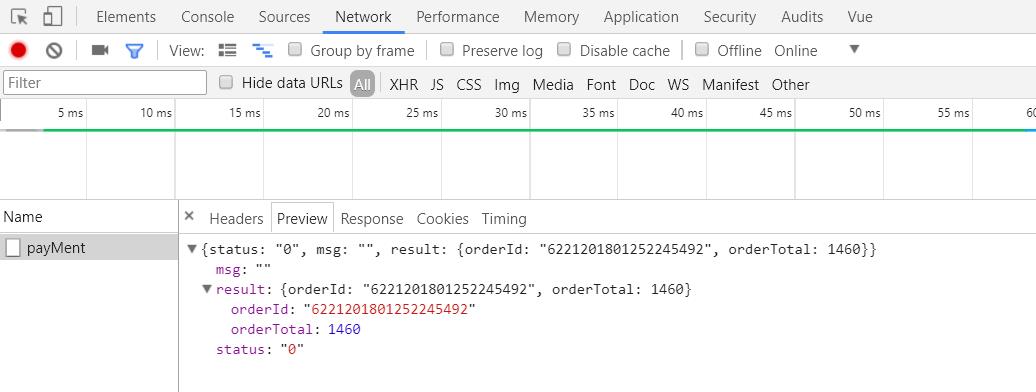 Elements Console Sources Network Performance Memory Application Security Audits Vue
View: Group by frame Preserve log Disable cache Offline Online
Filter Hide data URLs All XHR JS CSS Img Media Font Doc WS Manifest Other
5 ms 10 ms 15 ms 20 ms 25 ms 30 ms 35 ms 40 ms 45 ms 50 ms 55 ms 60
Name × Headers Preview Response Cookies Timing
payMent
{status: "0", msg: "", result: {orderId: "6221201801252245492", orderTotal: 1460}}
msg: ""
result: {orderId: "6221201801252245492", orderTotal: 1460}
orderId: "6221201801252245492"
orderTotal: 1460
status: "0"